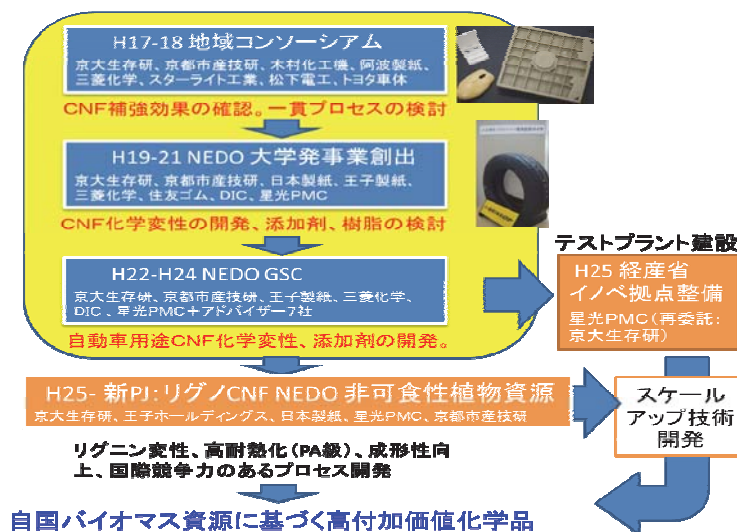 H17-18 地域コンソーシアム
京大生存研、京都市産技研、木村化工機、阿波製紙、
三菱化学、スターライト工業、松下電工、トヨタ車体
CNF補強効果の確認。一貫プロセスの検討
H19-21 NEDO 大学発事業創出
京大生存研、京都市産技研、日本製紙、王子製紙、
三菱化学、住友ゴム、DIC、星光PMC
CNF化学変性の開発、添加剤、樹脂の検討
H22-H24 NEDO GSC
京大生存研、京都市産技研、王子製紙、三菱化学、
DIC 、星光PMC＋アドバイザー7社
自動車用途CNF化学変性、添加剤の開発。
テストプラント建設
H25 経産省
イノベ拠点整備
星光PMC（再委託：
京大生存研）
H25- 新PJ：リグノCNF NEDO 非可食性植物資源
京大生存研、王子ホールディングス、日本製紙、星光PMC、京都市産技研
スケール
アップ技術
開発
リグニン変性、高耐熱化（PA級）、成形性向
上、国際競争力のあるプロセス開発
自国バイオマス資源に基づく高付加価値化学品